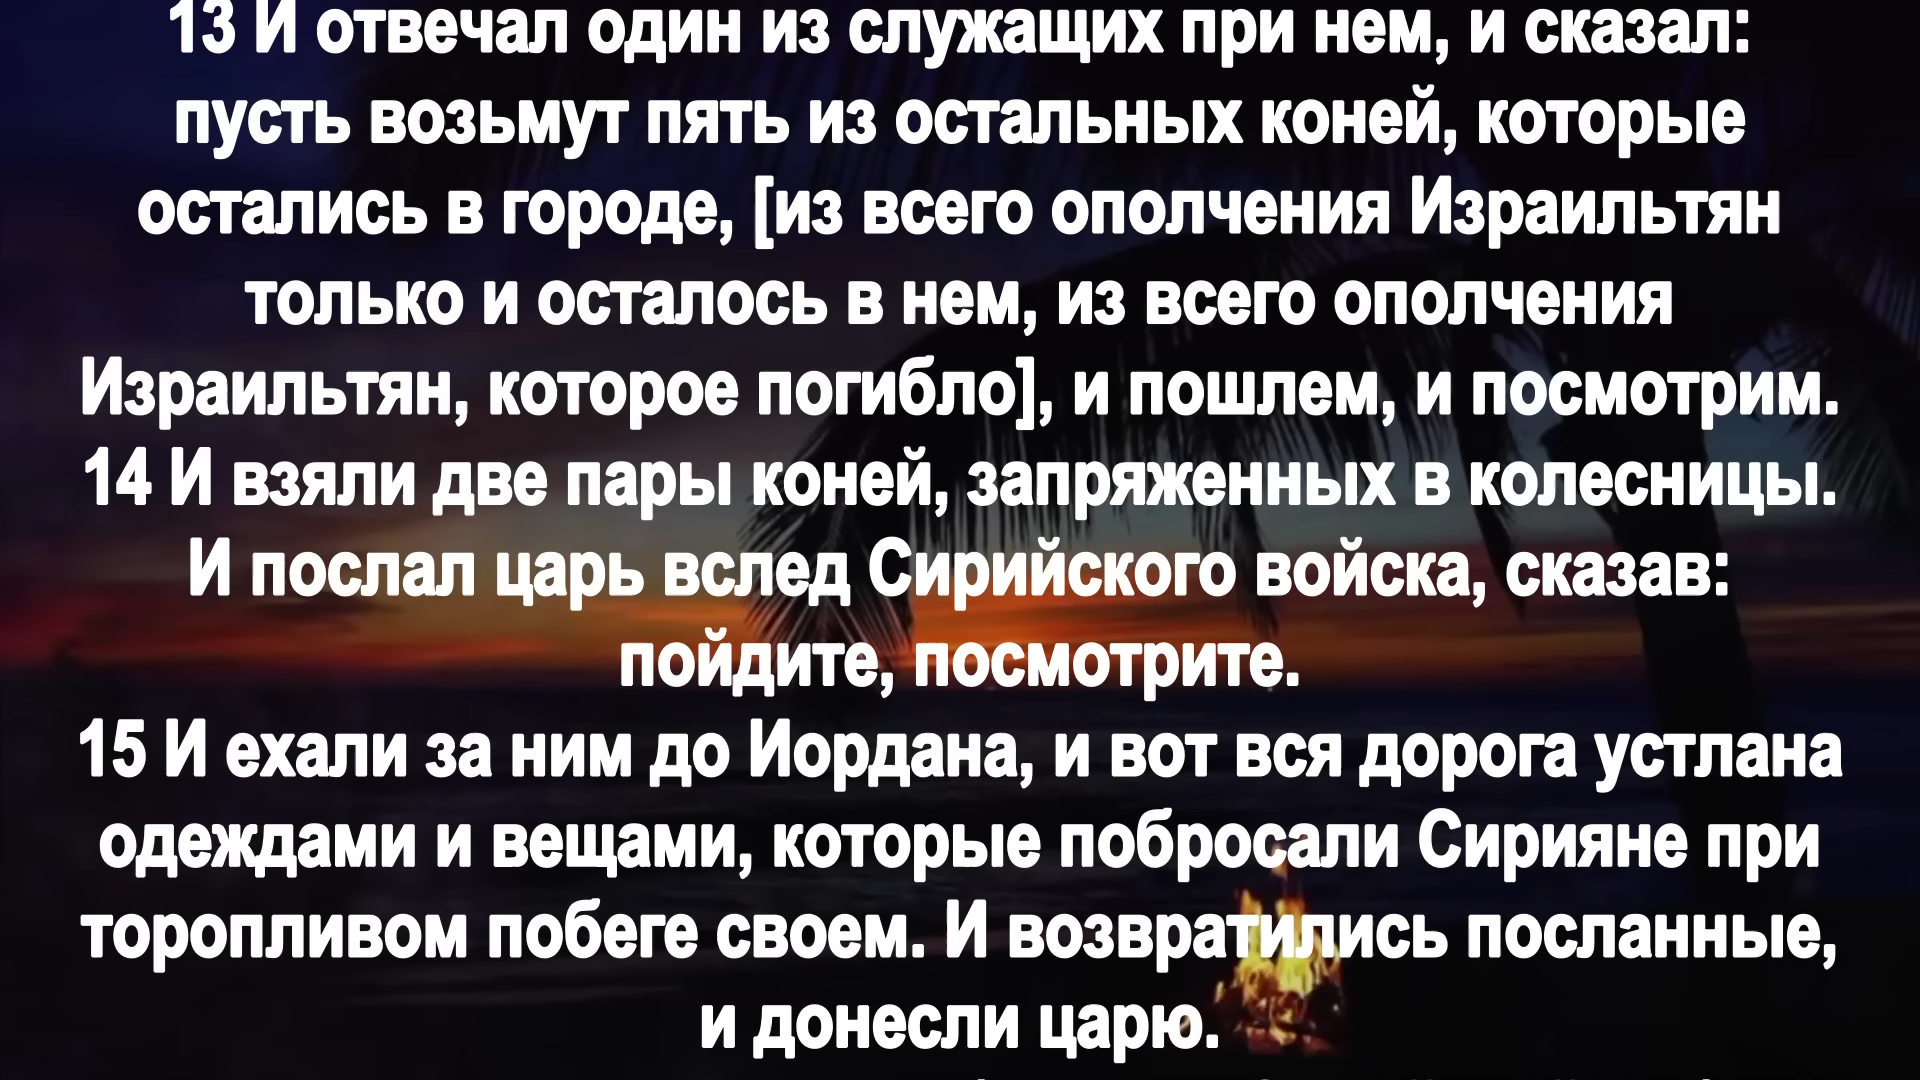 13 И отвечал один из служащих при нем, и сказал:
пусть возьмут пять из остальных коней, которые
остались в городе, [из всего ополчения Израильтян
только и осталось в нем, из всего ополчения
Израильтян, которое погибло], и пошлем, и посмотрим.
14 И взяли две пары коней, запряженных в колесницы.
И послал царь вслед Сирийского войска, сказав:
пойдите, посмотрите.
15 И ехали за ним до Иордана, и вот вся дорога устлана
одеждами и вещами, которые побросали Сирияне при
торопливом побеге своем. И возвратились посланные,
и донесли царю.